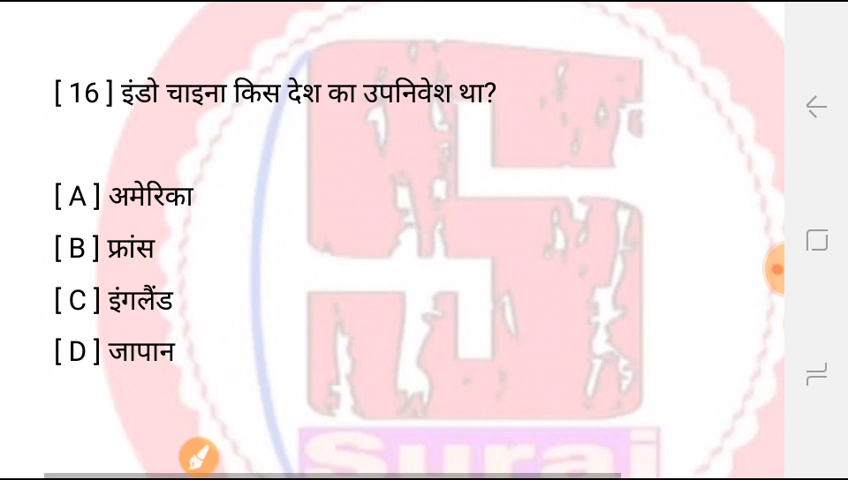 [ 16 ] इंडो चाइना किस देश का उपनिवेश था?
[ A ] अमेरिका
[ B ] फ्रांस
[ C ] इंगलैंड
[ D ] जापान
Suraj